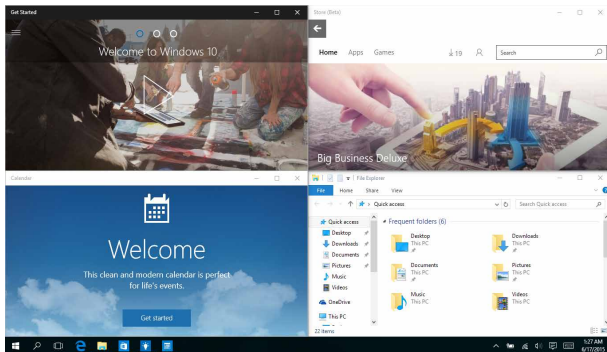 Get Started
Welcome to Windows 10
Store (Beta)
Home Apps Games 19 Search
Big Business Deluxe
Calendar
Welcome
This clean and modern calendar is perfect
for life's events.
Get started
File Explorer
File Home Share View
Quick access Search Quick access
Quick access
Desktop
Downloads
Documents
Pictures
Music
Videos
OneDrive
This PC
Frequent folders (6)
Desktop
This PC
Downloads
This PC
Documents
This PC
Pictures
This PC
Music
This PC
Videos
This PC
22 items
1:27 AM
6/17/2015